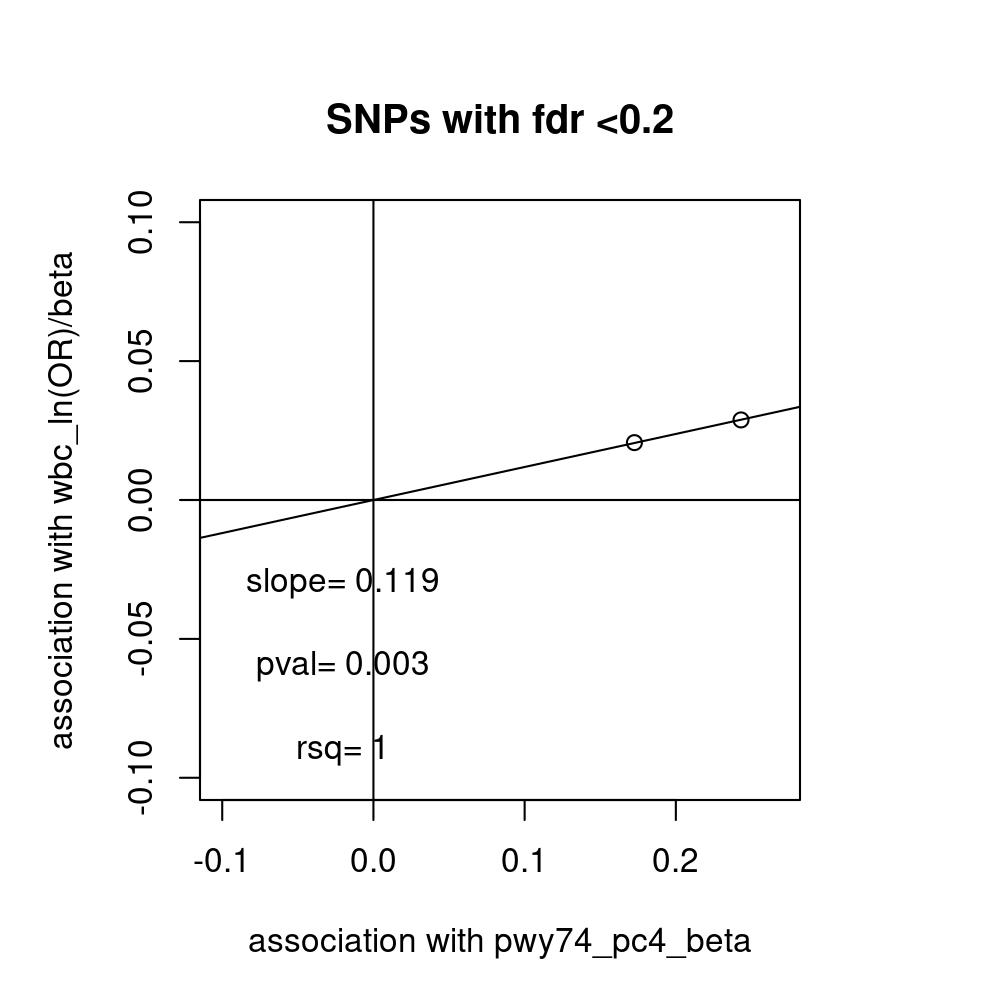 SNPs with fdr <0.2
association with wbc_ln(OR)/beta
0.10
0.05
0.00
-0.05
-0.10
slope= 0.119
pval= 0.003
rsq= 1
-0.1 0.0 0.1 0.2
association with pwy74_pc4_beta